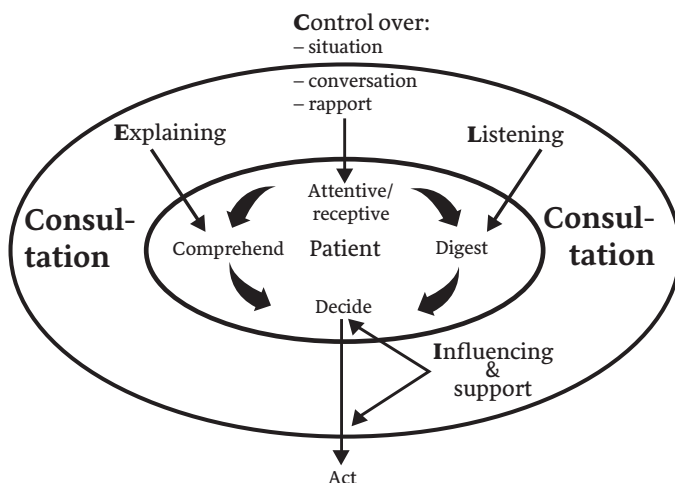 Control over:
– situation
– conversation
– rapport
Explaining
Listening
Attentive/
receptive
Consul-
tation
Comprehend
Patient
Digest
Consul-
tation
Decide
Influencing
&
support
Act